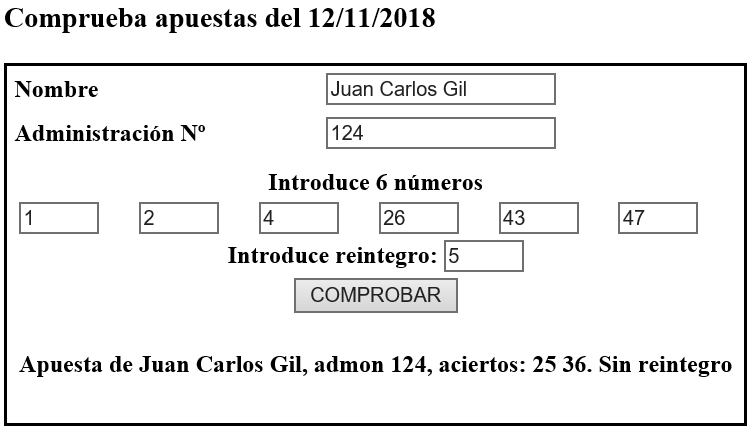 Comprueba apuestas del 12/11/2018
Nombre Juan Carlos Gil
Administración Nº 124
Introduce 6 números
1 2 4 26 43 47
Introduce reintegro: 5
COMPROBAR
Apuesta de Juan Carlos Gil, admon 124, aciertos: 25 36. Sin reintegro